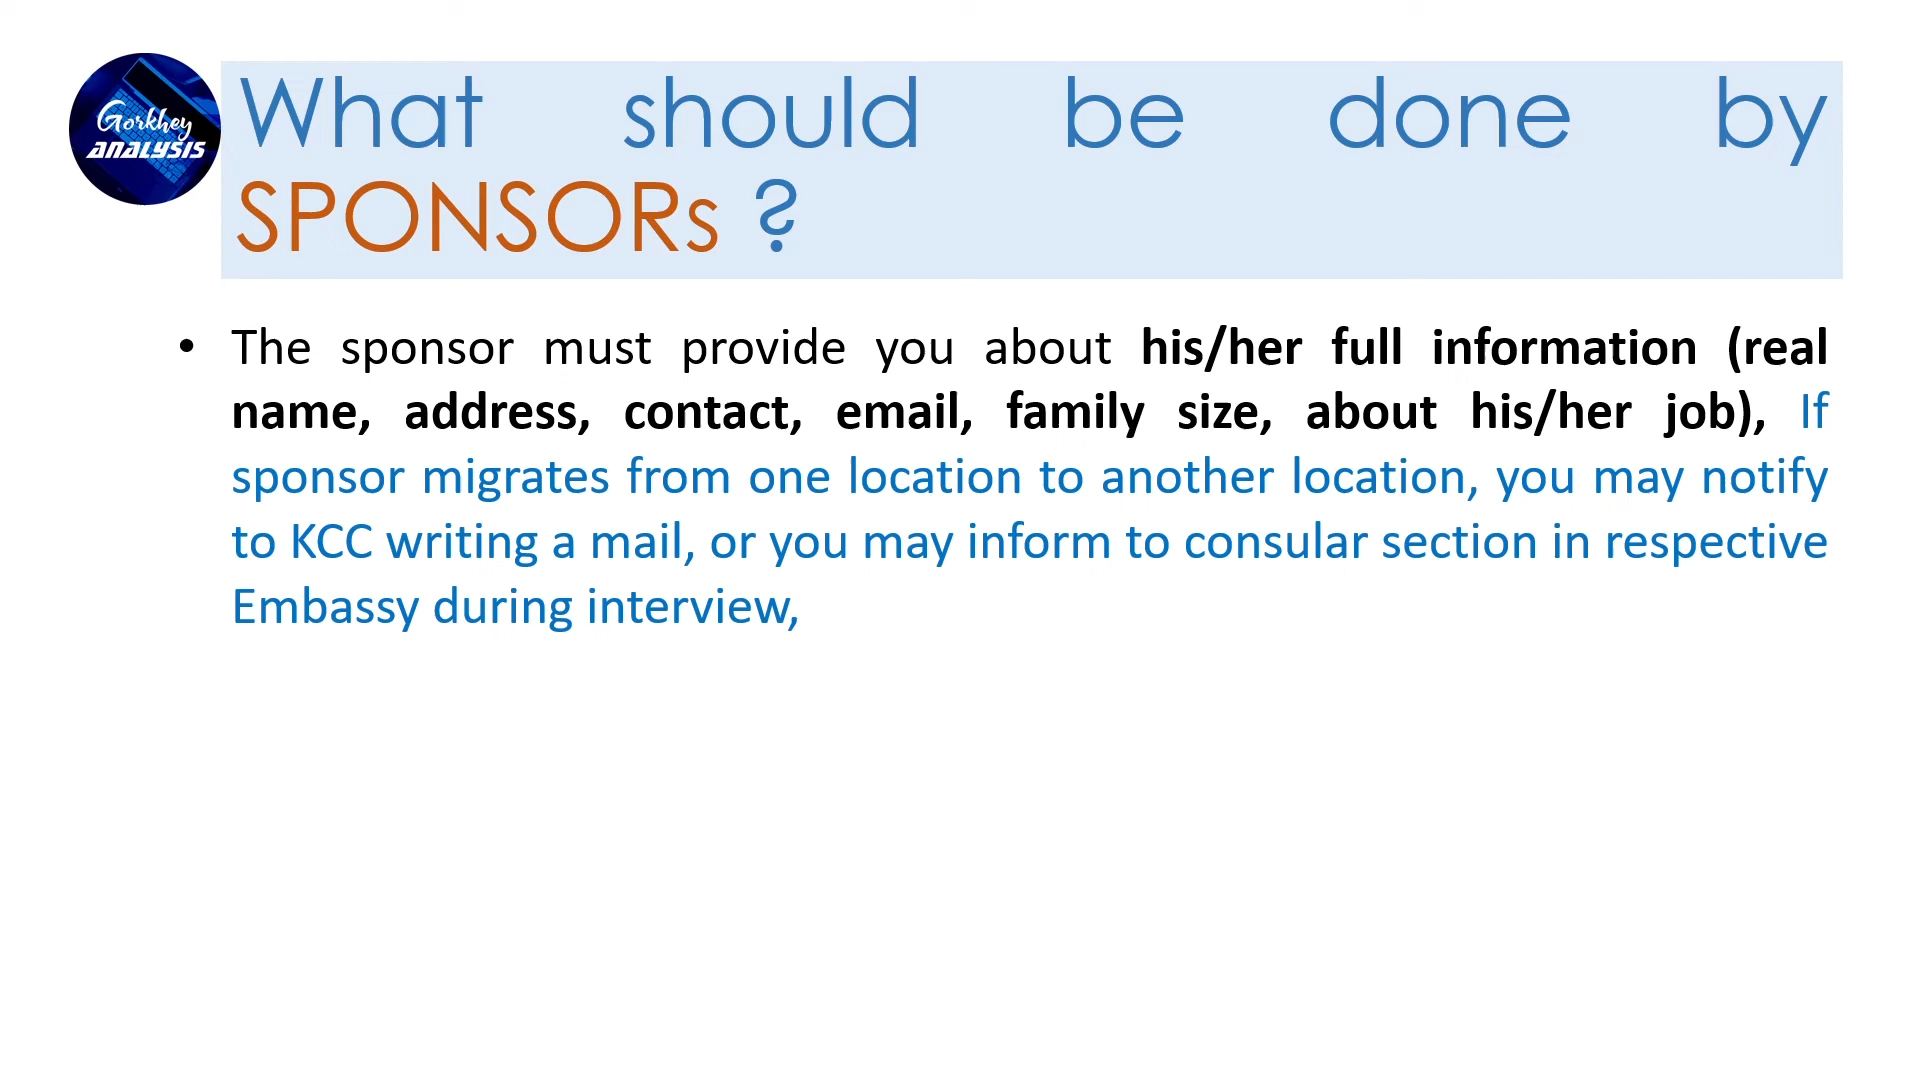 Gorkhey
ANALYSIS
What should be done by
SPONSORs ?
• The sponsor must provide you about his/her full information (real
name, address, contact, email, family size, about his/her job), If
sponsor migrates from one location to another location, you may notify
to KCC writing a mail, or you may inform to consular section in respective
Embassy during interview,